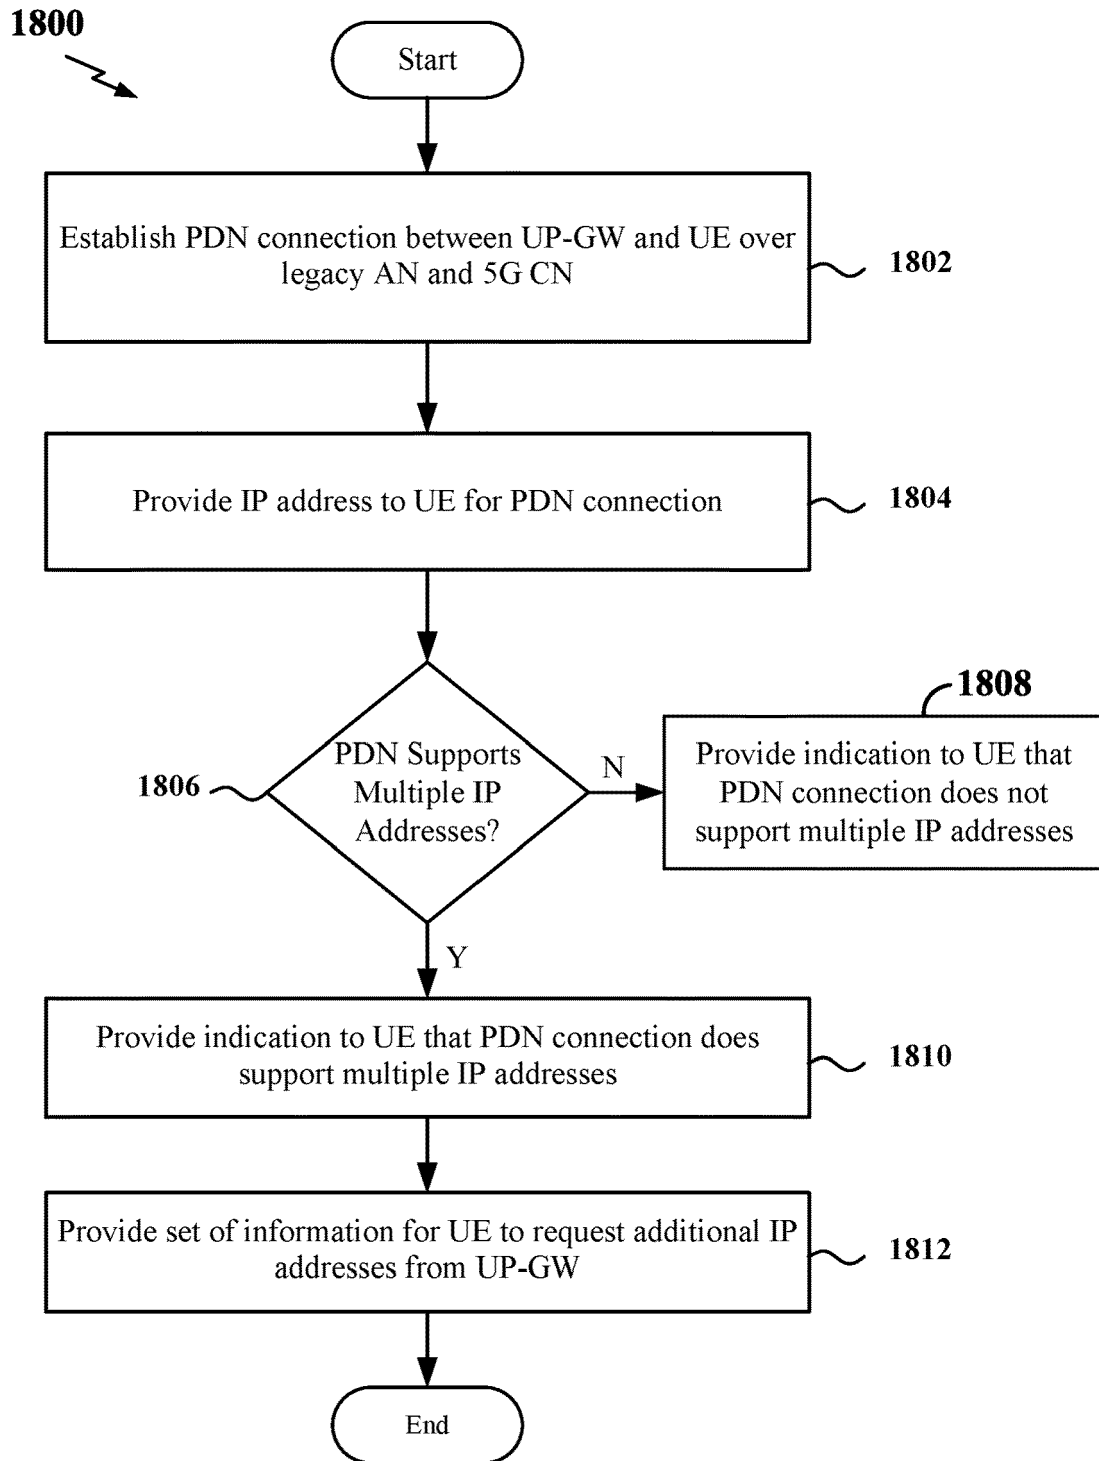 1800
Start
Establish PDN connection between UP-GW and UE over
legacy AN and 5G CN
1802
Provide IP address to UE for PDN connection
1804
PDN Supports
Multiple IP
Addresses?
1806
N
1808
Provide indication to UE that
PDN connection does not
support multiple IP addresses
Y
Provide indication to UE that PDN connection does
support multiple IP addresses
1810
Provide set of information for UE to request additional IP
addresses from UP-GW
1812
End